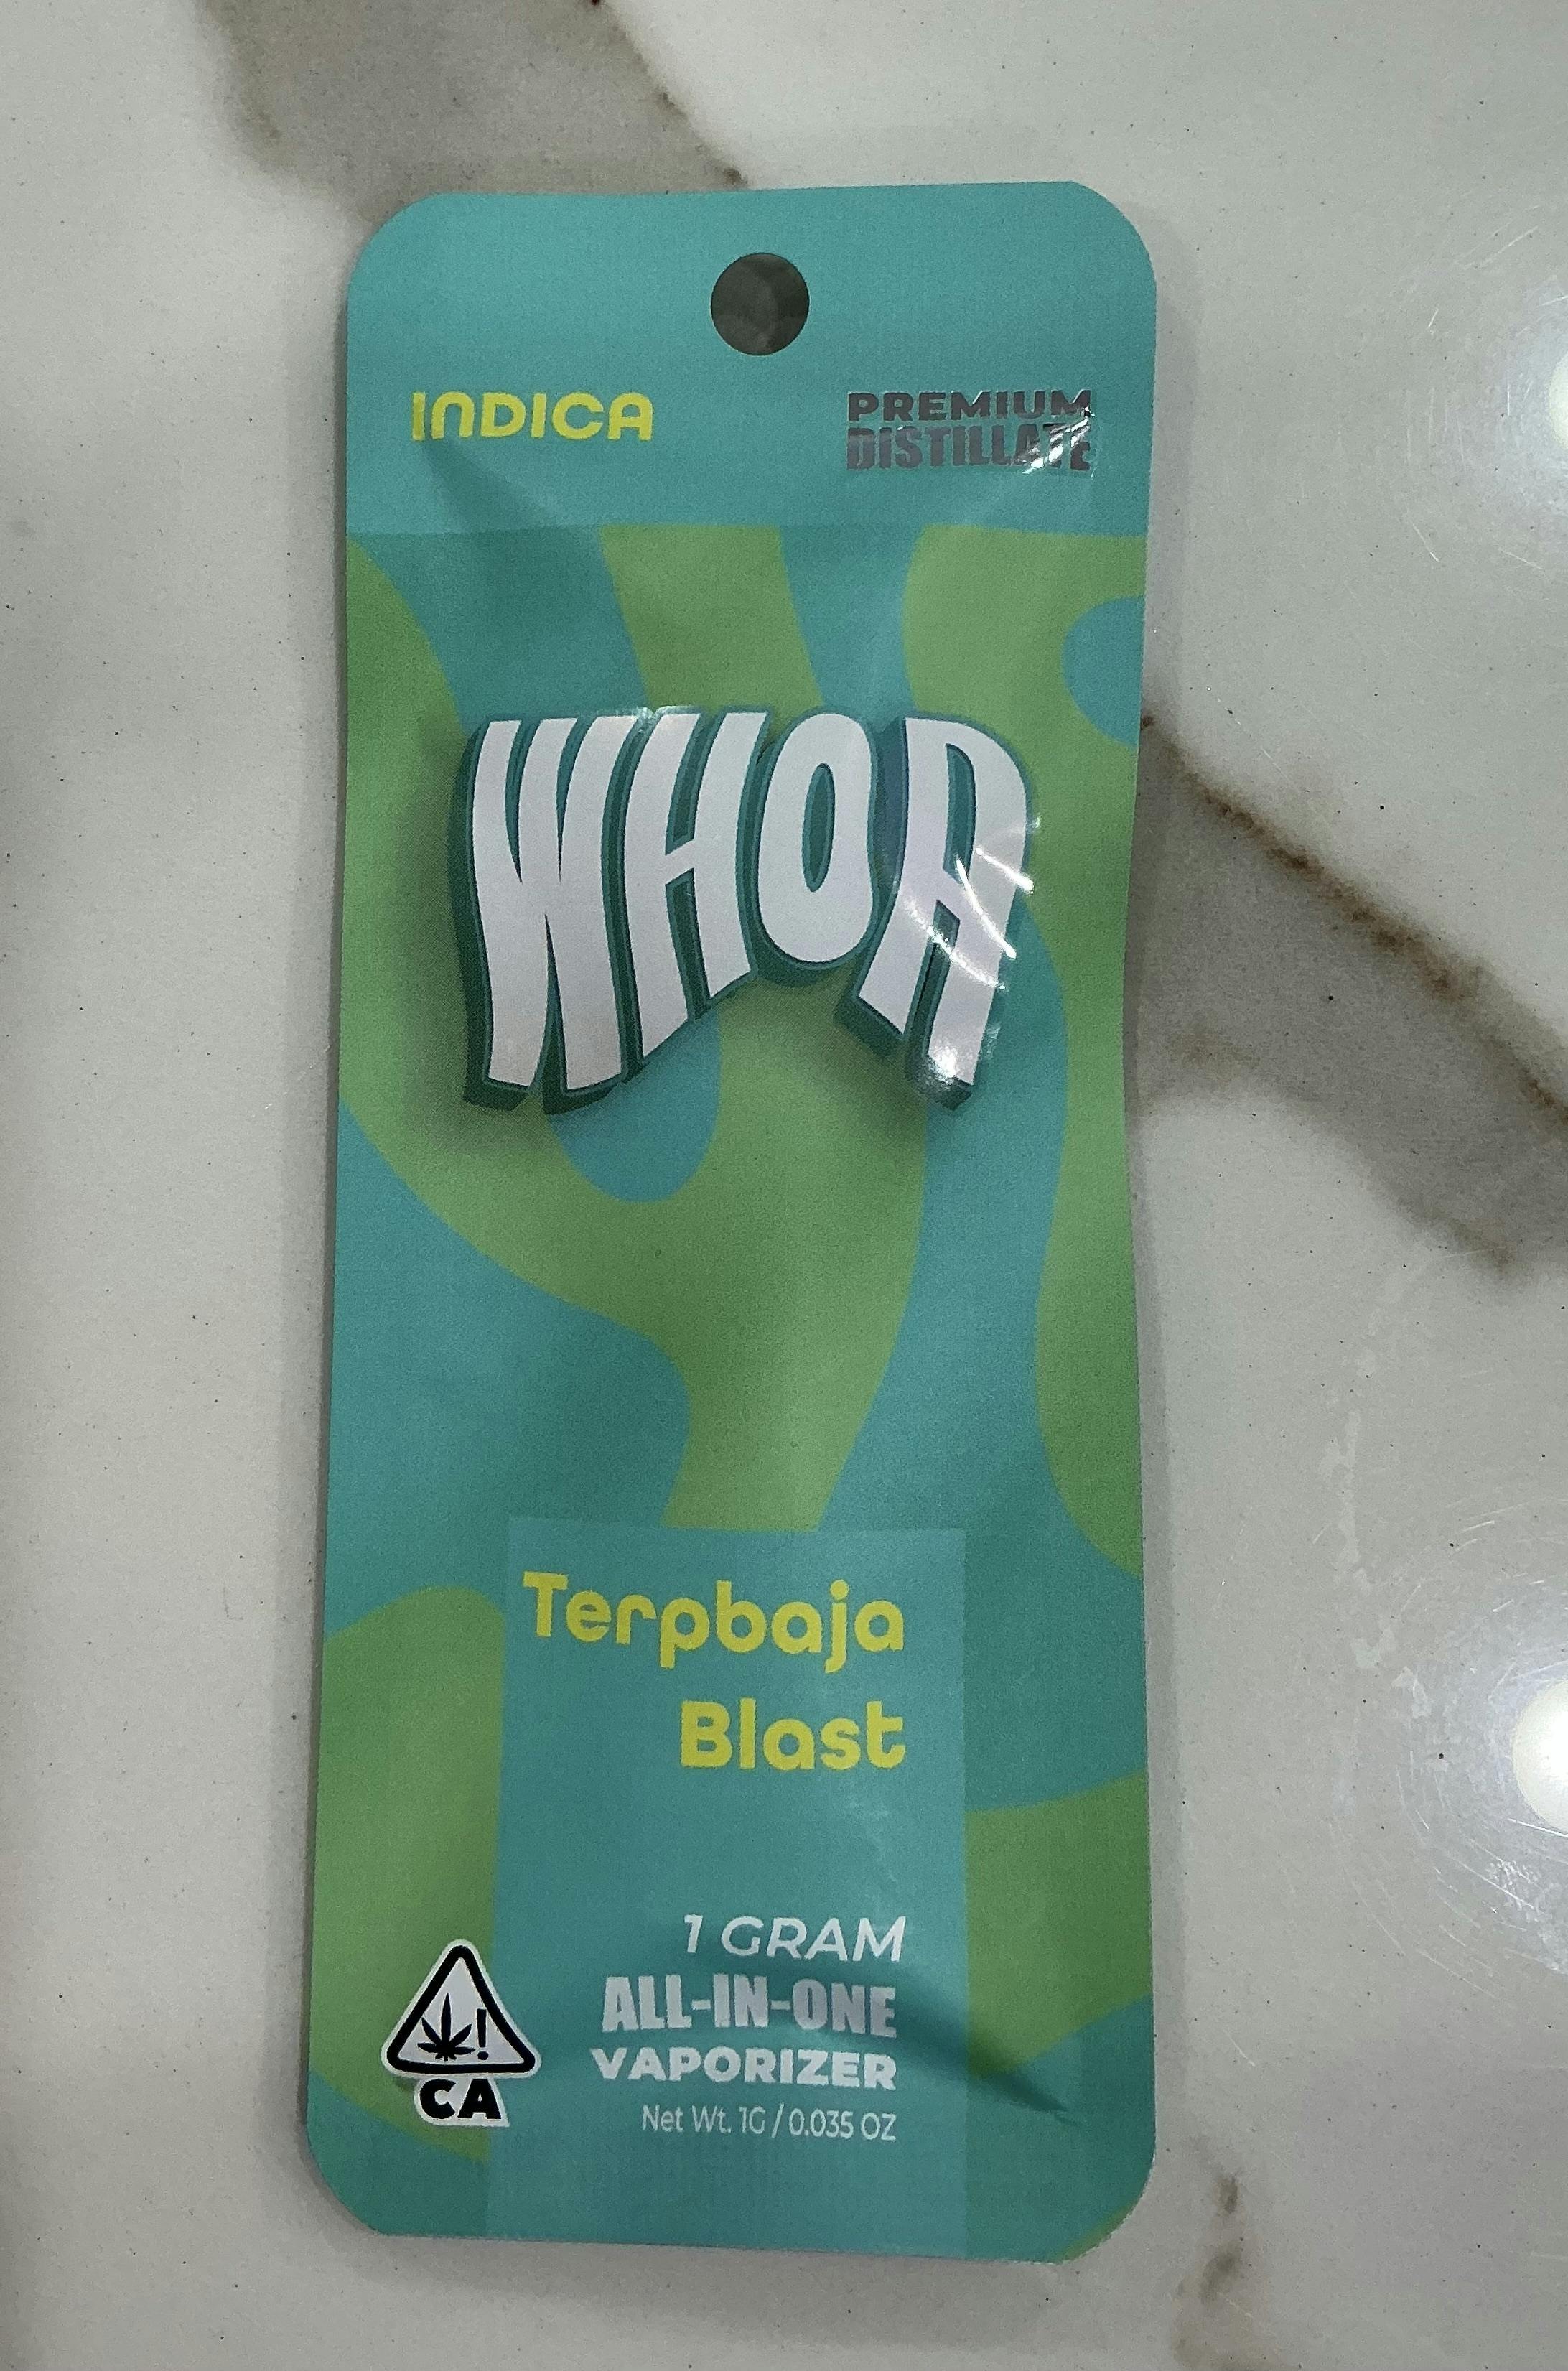 INDICA
PREMIUM
DISTILLATE
WHOA
Terpbaja
Blast
1 GRAM
ALL-IN-ONE
VAPORIZER
Net Wt. 1G / 0.035 OZ
!
CA